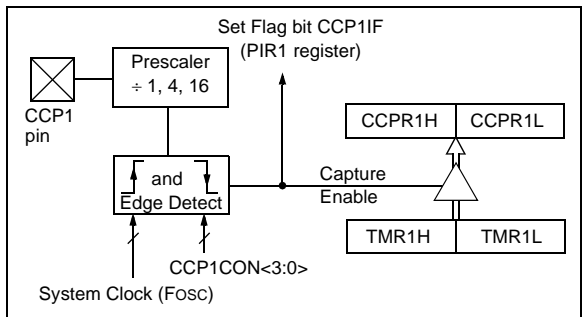 Set Flag bit CCP1IF
(PIR1 register)
Prescaler
÷ 1, 4, 16
CCP1
pin
CCPR1H
CCPR1L
and
Edge Detect
Capture
Enable
TMR1H
TMR1L
CCP1CON<3:0>
System Clock (FOSC)